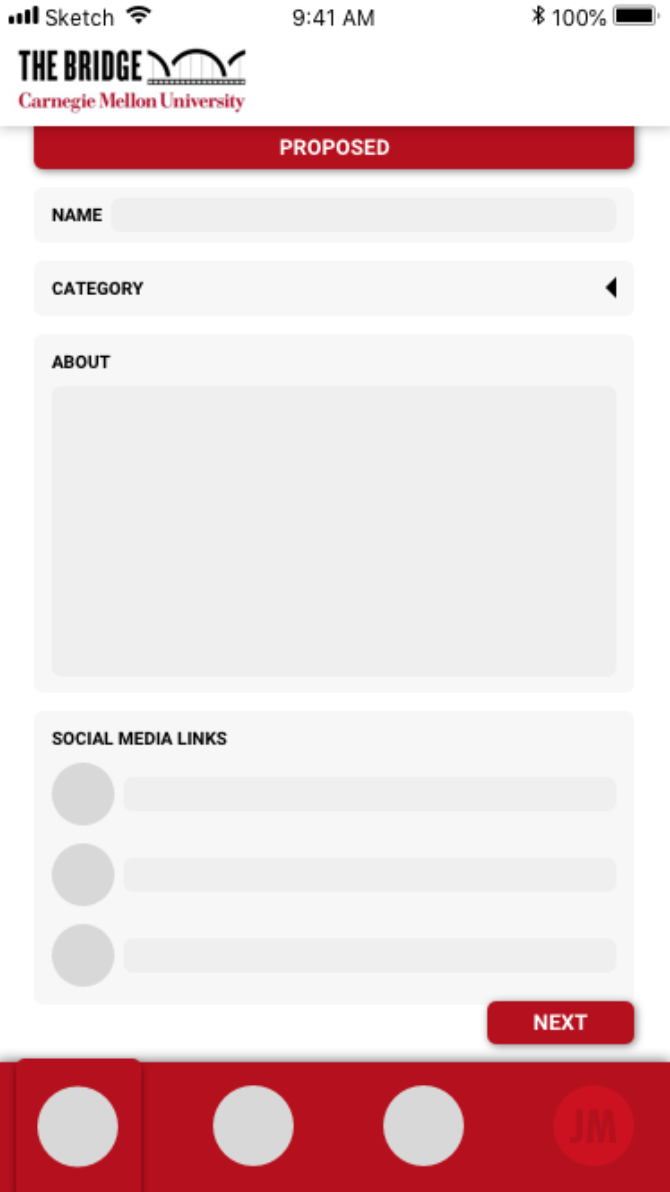 Sketch 9:41 AM 100%
THE BRIDGE
Carnegie Mellon University
PROPOSED
NAME
CATEGORY
ABOUT
SOCIAL MEDIA LINKS
NEXT
JM